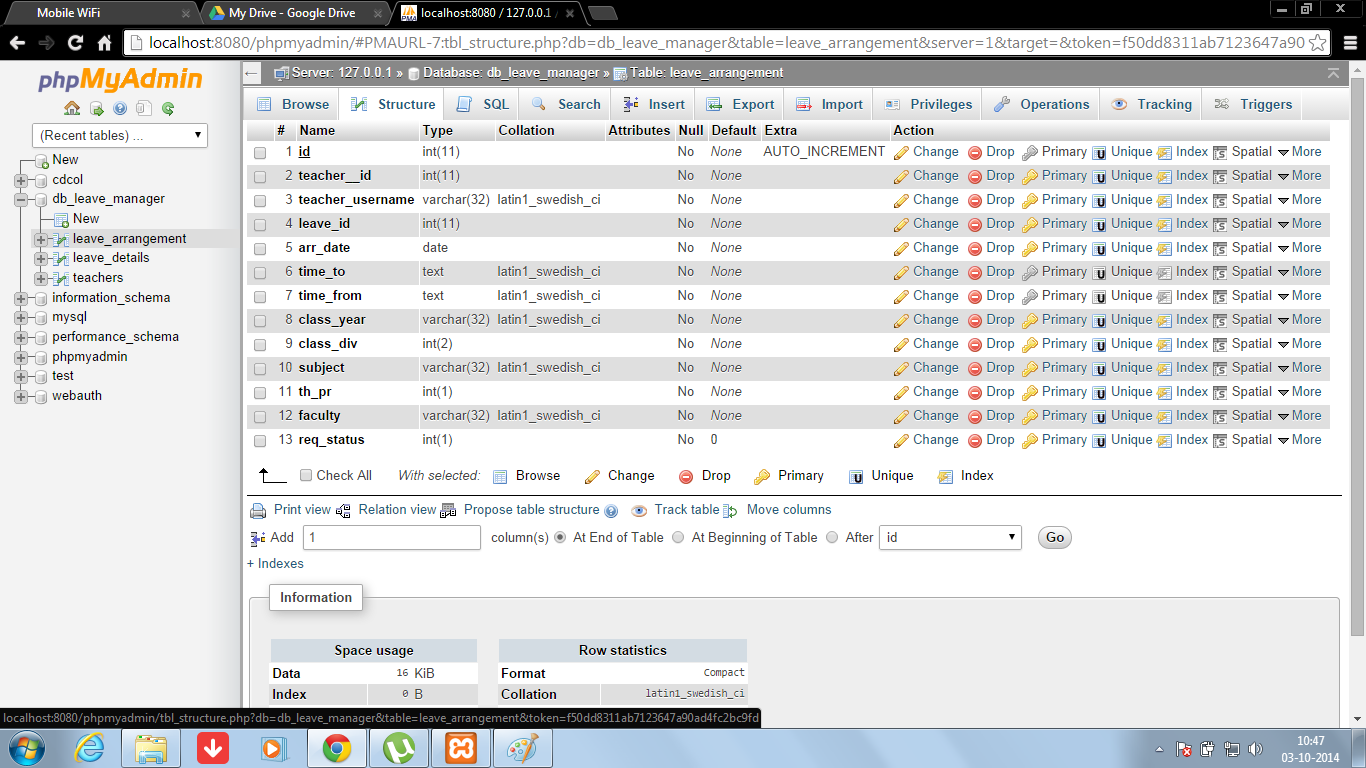 Mobile WiFi
My Drive - Google Drive
localhost:8080 / 127.0.0.1
localhost:8080/phpmyadmin/#PMAURL-7:tbl_structure.php?db=db_leave_manager&table=leave_arrangement&server=1&target=&token=f50dd8311ab7123647a90
phpMyAdmin
(Recent tables) ...
New
cdcol
db_leave_manager
New
leave_arrangement
leave_details
teachers
information_schema
mysql
performance_schema
phpmyadmin
test
webauth
Server: 127.0.0.1 » Database: db_leave_manager » Table: leave_arrangement
Browse Structure SQL Search Insert Export Import Privileges Operations Tracking Triggers
# Name Type Collation Attributes Null Default Extra Action
1 id int(11) No None AUTO_INCREMENT Change Drop Primary Unique Index Spatial More
2 teacher__id int(11) No None Change Drop Primary Unique Index Spatial More
3 teacher_username varchar(32) latin1_swedish_ci No None Change Drop Primary Unique Index Spatial More
4 leave_id int(11) No None Change Drop Primary Unique Index Spatial More
5 arr_date date No None Change Drop Primary Unique Index Spatial More
6 time_to text latin1_swedish_ci No None Change Drop Primary Unique Index Spatial More
7 time_from text latin1_swedish_ci No None Change Drop Primary Unique Index Spatial More
8 class_year varchar(32) latin1_swedish_ci No None Change Drop Primary Unique Index Spatial More
9 class_div int(2) No None Change Drop Primary Unique Index Spatial More
10 subject varchar(32) latin1_swedish_ci No None Change Drop Primary Unique Index Spatial More
11 th_pr int(1) No None Change Drop Primary Unique Index Spatial More
12 faculty varchar(32) latin1_swedish_ci No None Change Drop Primary Unique Index Spatial More
13 req_status int(1) No 0 Change Drop Primary Unique Index Spatial More
Check All With selected: Browse Change Drop Primary Unique Index
Print view Relation view Propose table structure Track table Move columns
Add 1 column(s) At End of Table At Beginning of Table After id Go
+ Indexes
Information
Space usage
Data 16 KiB
Index 0 B
Row statistics
Format Compact
Collation latin1_swedish_ci
localhost:8080/phpmyadmin/tbl_structure.php?db=db_leave_manager&table=leave_arrangement&token=f50dd8311ab7123647a90ad4fc2bc9fd
10:47
03-10-2014